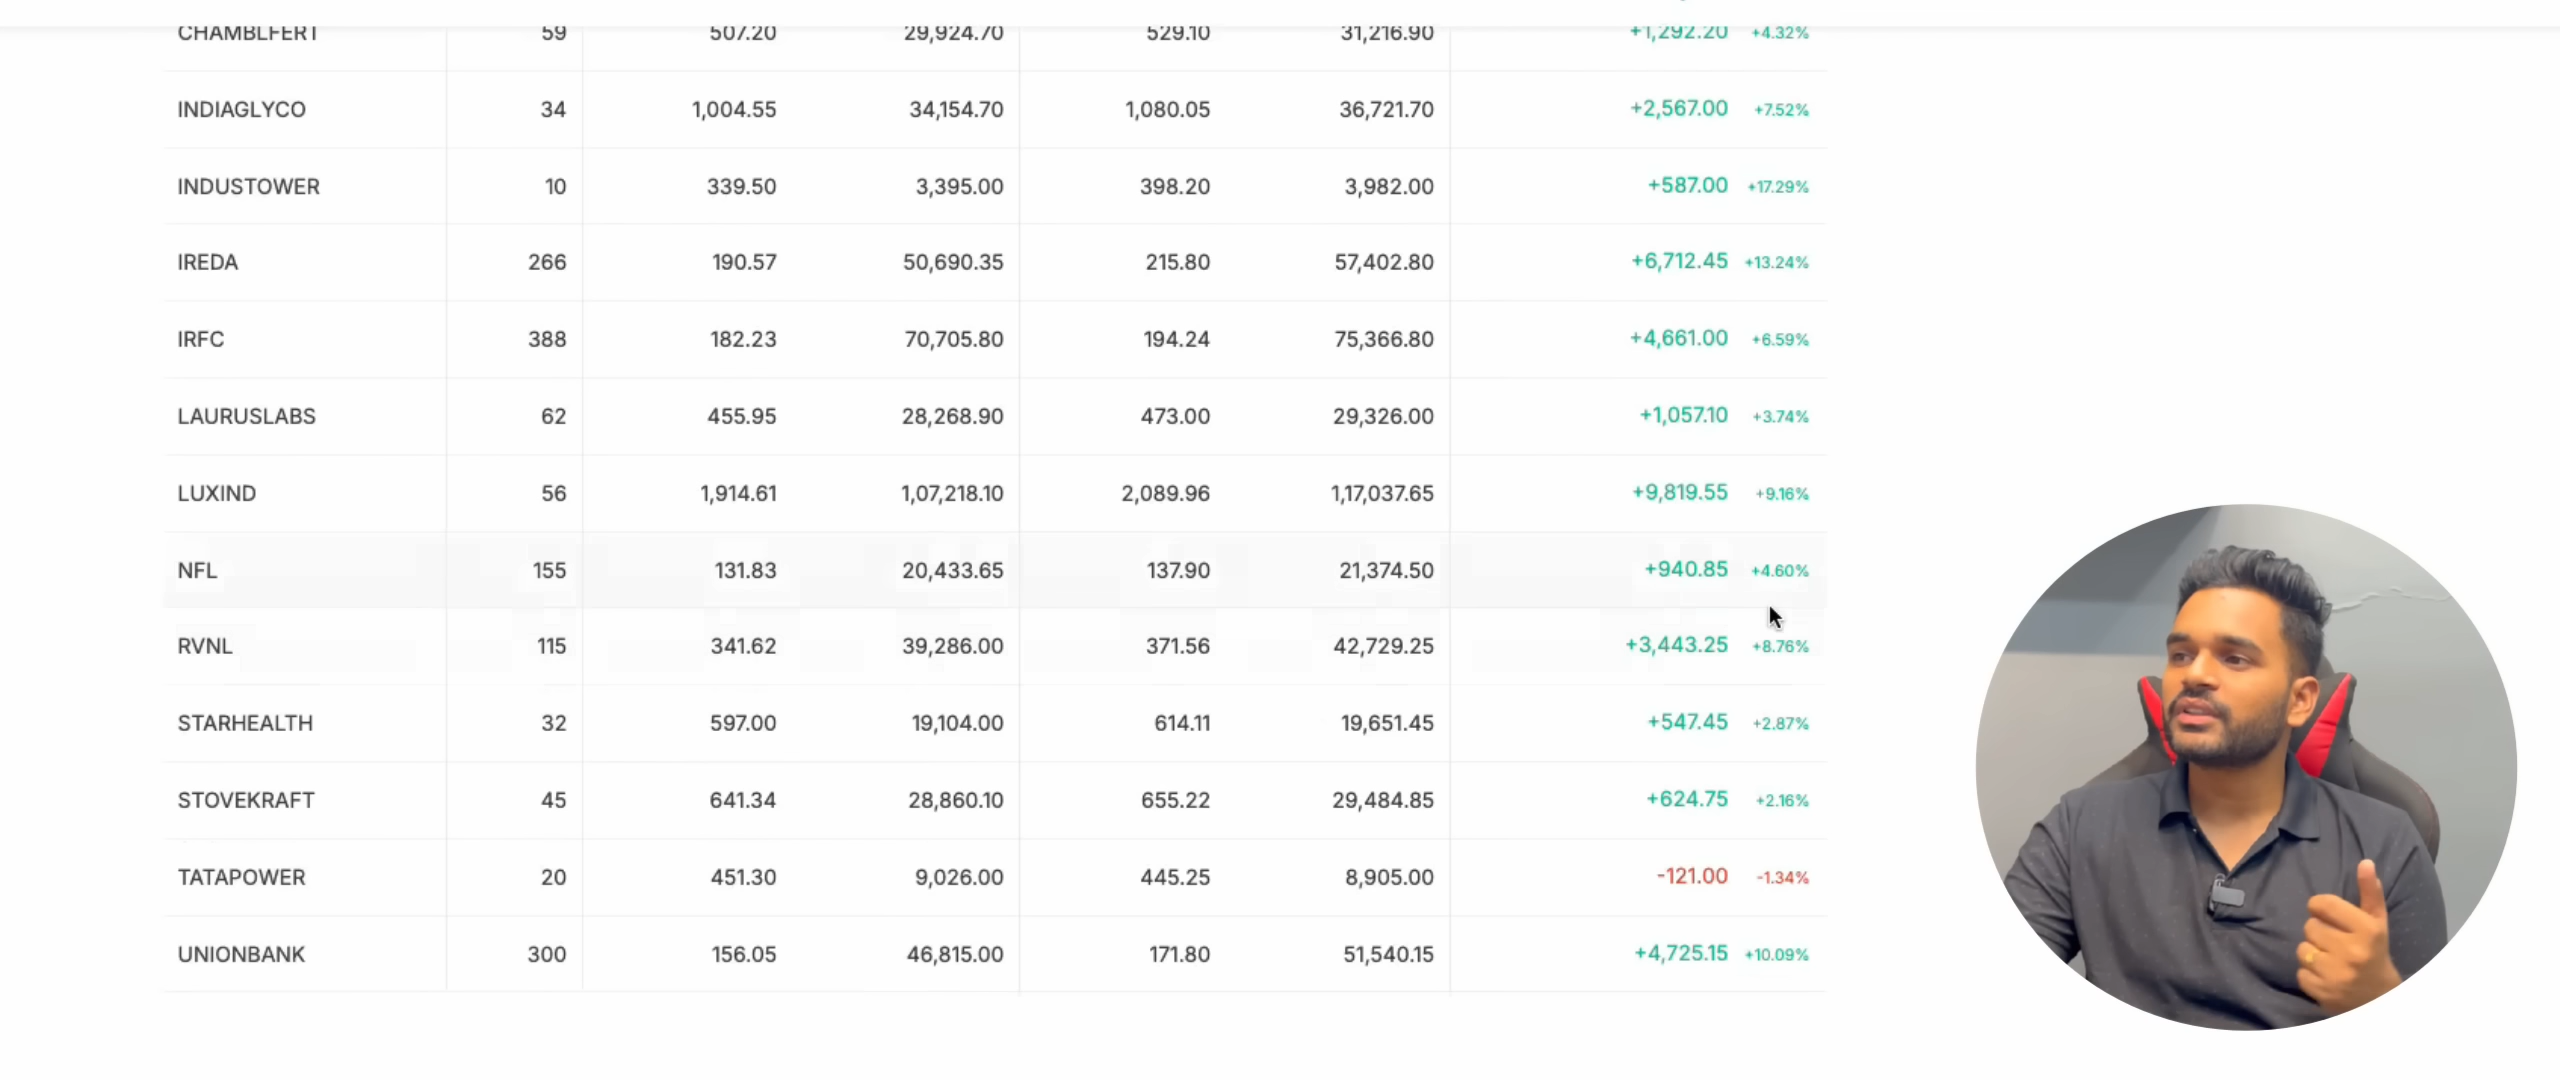 CHAMBLFERT 59 507.20 29,924.70 529.10 31,216.90 +1,292.20 +4.32%
INDIAGLYCO 34 1,004.55 34,154.70 1,080.05 36,721.70 +2,567.00 +7.52%
INDUSTOWER 10 339.50 3,395.00 398.20 3,982.00 +587.00 +17.29%
IREDA 266 190.57 50,690.35 215.80 57,402.80 +6,712.45 +13.24%
IRFC 388 182.23 70,705.80 194.24 75,366.80 +4,661.00 +6.59%
LAURUSLABS 62 455.95 28,268.90 473.00 29,326.00 +1,057.10 +3.74%
LUXIND 56 1,914.61 1,07,218.10 2,089.96 1,17,037.65 +9,819.55 +9.16%
NFL 155 131.83 20,433.65 137.90 21,374.50 +940.85 +4.60%
RVNL 115 341.62 39,286.00 371.56 42,729.25 +3,443.25 +8.76%
STARHEALTH 32 597.00 19,104.00 614.11 19,651.45 +547.45 +2.87%
STOVEKRAFT 45 641.34 28,860.10 655.22 29,484.85 +624.75 +2.16%
TATAPOWER 20 451.30 9,026.00 445.25 8,905.00 -121.00 -1.34%
UNIONBANK 300 156.05 46,815.00 171.80 51,540.15 +4,725.15 +10.09%